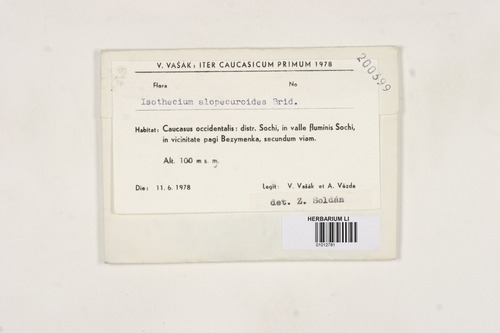 V. VAŠÁK: ITER CAUCASICUM PRIMUM 1978
200399
Flora No
Isothecium alopecuroides Brid.
Habitat: Caucasus occidentalis: distr. Sochi, in valle fluminis Sochi,
in vicinitate pagi Bezymenka, secundum viam.
Alt. 100 m s. m.
Die: 11. 6. 1978 Legit: V. Vašák et A. Vězda
det. Z. Soldán
HERBARIUM LI
01012781